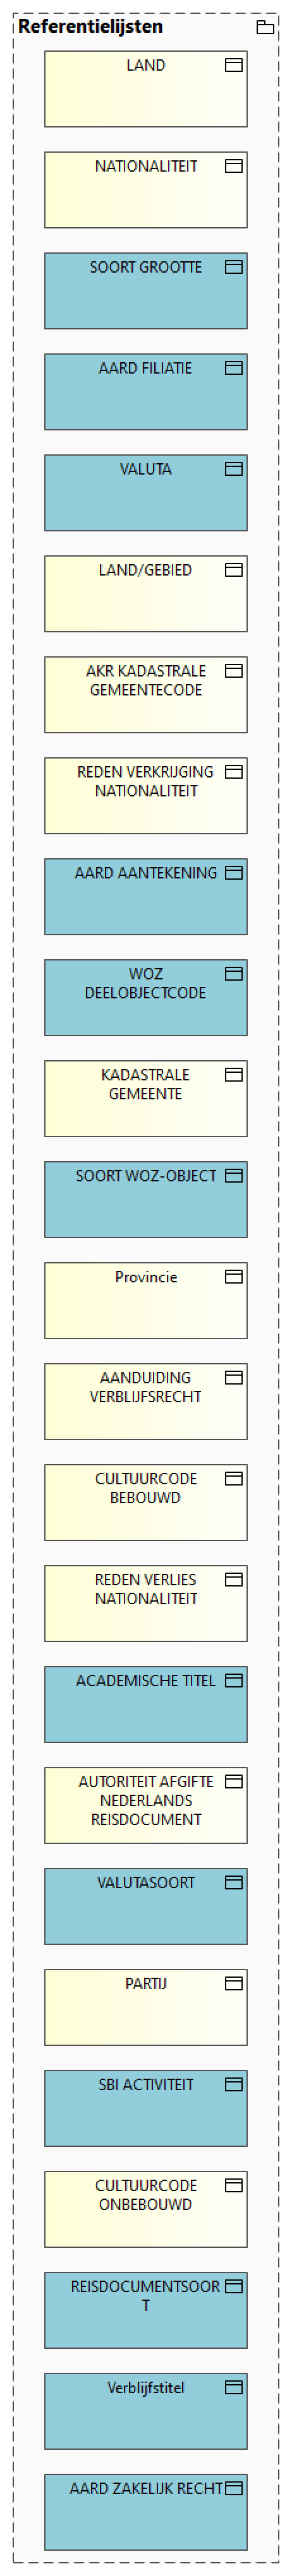 Referentielijsten
LAND
NATIONALITEIT
SOORT GROOTTE
AARD FILIATIE
VALUTA
LAND/GEBIED
AKR KADASTRALE
GEMEENTECODE
REDEN VERKRIJGING
NATIONALITEIT
AARD AANTEKENING
WOZ
DEELOBJECTCODE
KADASTRALE
GEMEENTE
SOORT WOZ-OBJECT
Provincie
AANDUIDING
VERBLIJFSRECHT
CULTUURCODE
BEBOUWD
REDEN VERLIES
NATIONALITEIT
ACADEMISCHE TITEL
AUTORITEIT AFGIFTE
NEDERLANDS
REISDOCUMENT
VALUTASOORT
PARTIJ
SBI ACTIVITEIT
CULTUURCODE
ONBEBOUWD
REISDOCUMENTSOOR
T
Verblijfstitel
AARD ZAKELIJK RECHT